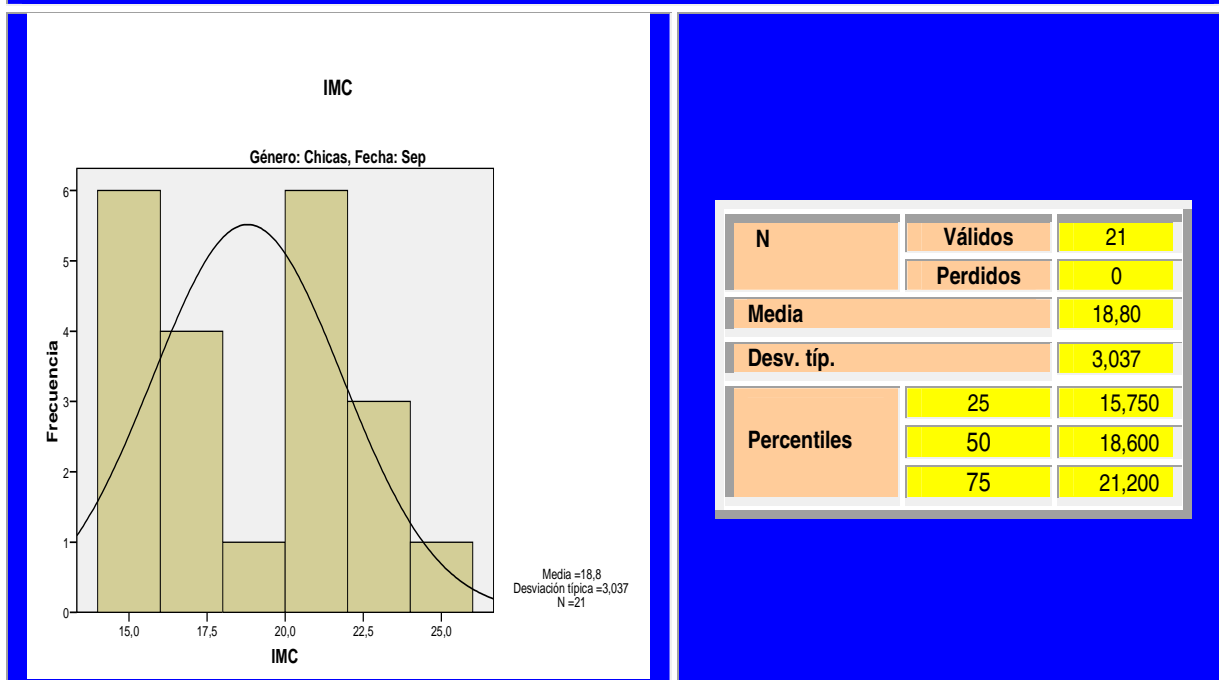 IMC
Género: Chicas, Fecha: Sep
6
5
4
3
2
1
0
Frecuencia
15,0 17,5 20,0 22,5 25,0
IMC
Media =18,8
Desviación típica =3,037
N =21
N Válidos 21
Perdidos 0
Media 18,80
Desv. típ. 3,037
Percentiles 25 15,750
50 18,600
75 21,200